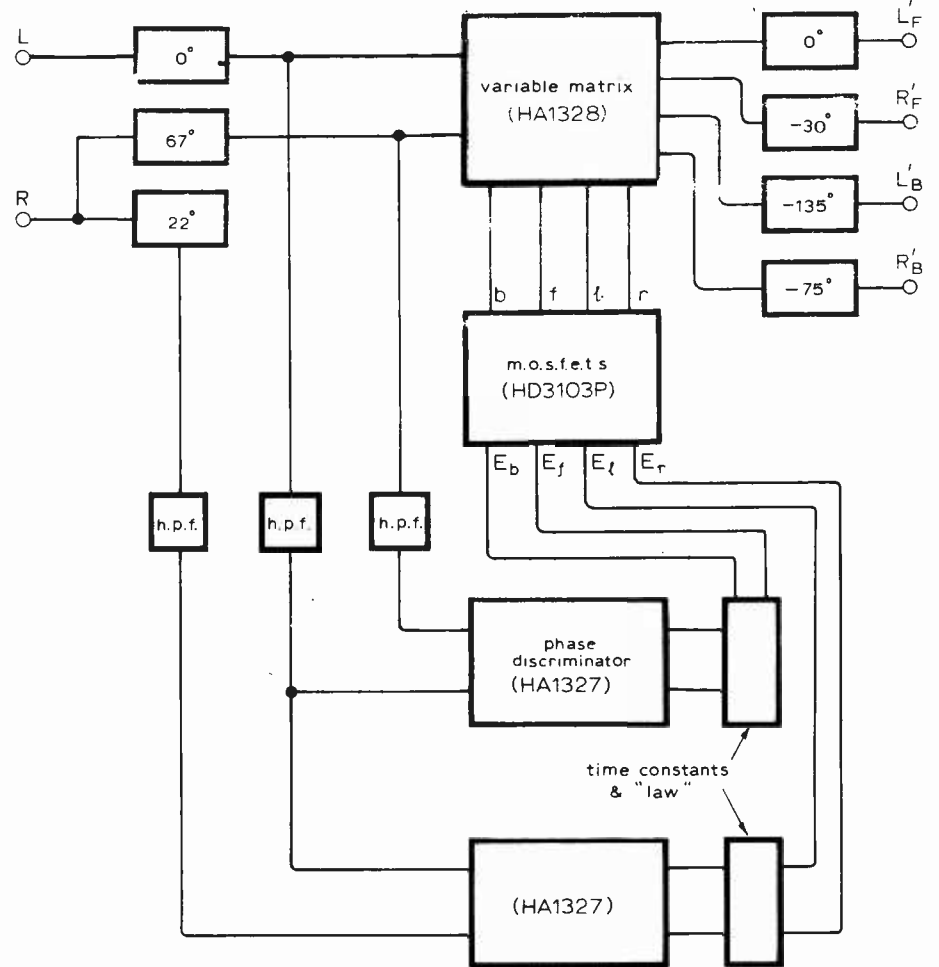 L
0°
67°
R
22°
variable matrix
(HA1328)
0°
L'F
-30°
R'F
-135°
L'B
-75°
R'B
b f l r
m.o.s.f.e.t s
(HD3103P)
Eb Ef El Er
h.p.f.
h.p.f.
h.p.f.
phase
discriminator
(HA1327)
time constants
& "law"
(HA1327)